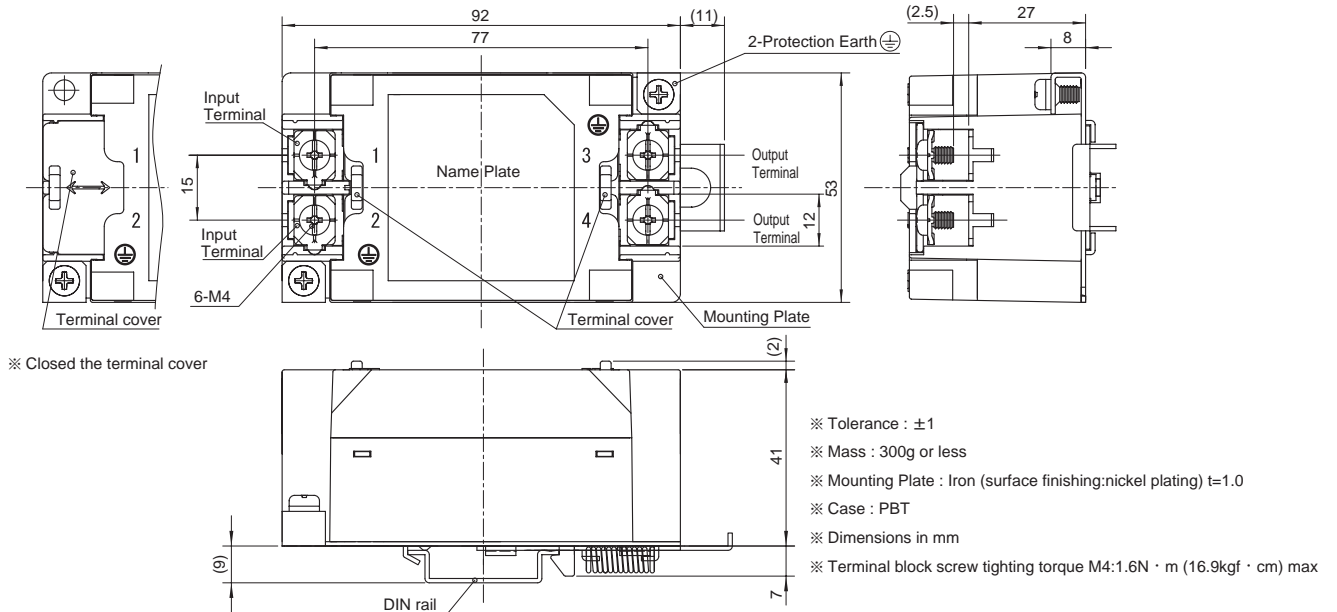 92
(11)
77
2-Protection Earth
(2.5)
27
8
Input
Terminal
1
2
15
1
2
Name Plate
3
4
Output
Terminal
Output
Terminal
12
53
Input
Terminal
6-M4
Terminal cover
Terminal cover
Mounting Plate
※ Closed the terminal cover
(2)
41
(9)
7
DIN rail
※ Tolerance : ±1
※ Mass : 300g or less
※ Mounting Plate : Iron (surface finishing:nickel plating) t=1.0
※ Case : PBT
※ Dimensions in mm
※ Terminal block screw tighting torque M4:1.6N · m (16.9kgf · cm) max